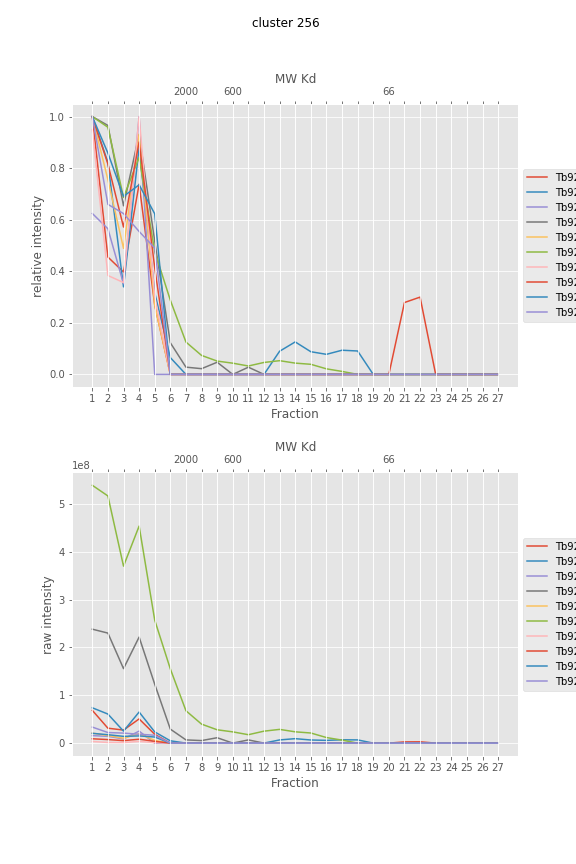 cluster 256
MW Kd
2000 600 66
1.0
0.8
0.6
0.4
0.2
0.0
relative intensity
1 2 3 4 5 6 7 8 9 10 11 12 13 14 15 16 17 18 19 20 21 22 23 24 25 26 27
Fraction
Tb92
Tb92
Tb92
Tb92
Tb92
Tb92
Tb92
Tb92
Tb92
Tb92
MW Kd
2000 600 66
1e8
5
4
3
2
1
0
raw intensity
1 2 3 4 5 6 7 8 9 10 11 12 13 14 15 16 17 18 19 20 21 22 23 24 25 26 27
Fraction
Tb92
Tb92
Tb92
Tb92
Tb92
Tb92
Tb92
Tb92
Tb92
Tb92